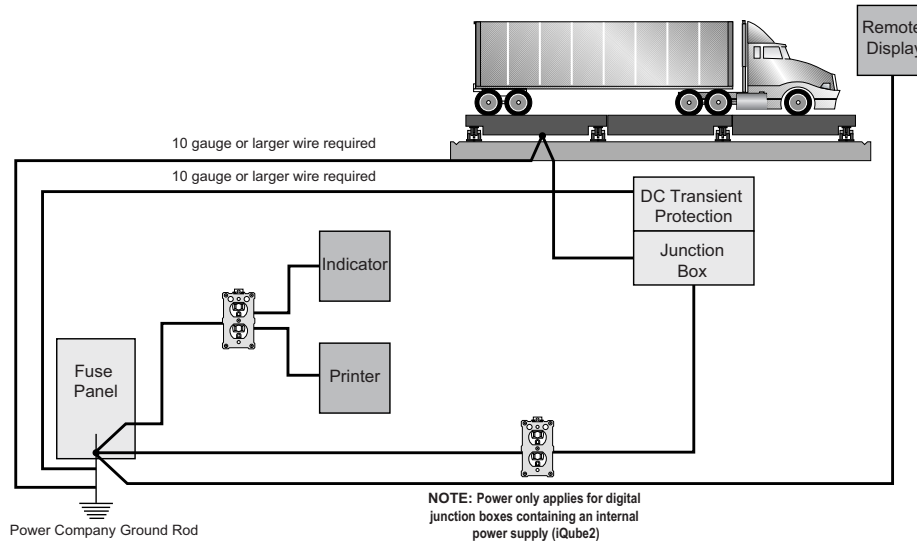 Remote
Display
10 gauge or larger wire required
10 gauge or larger wire required
DC Transient
Protection
Junction
Box
Indicator
Printer
Fuse
Panel
NOTE: Power only applies for digital
junction boxes containing an internal
power supply (iQube2)
Power Company Ground Rod